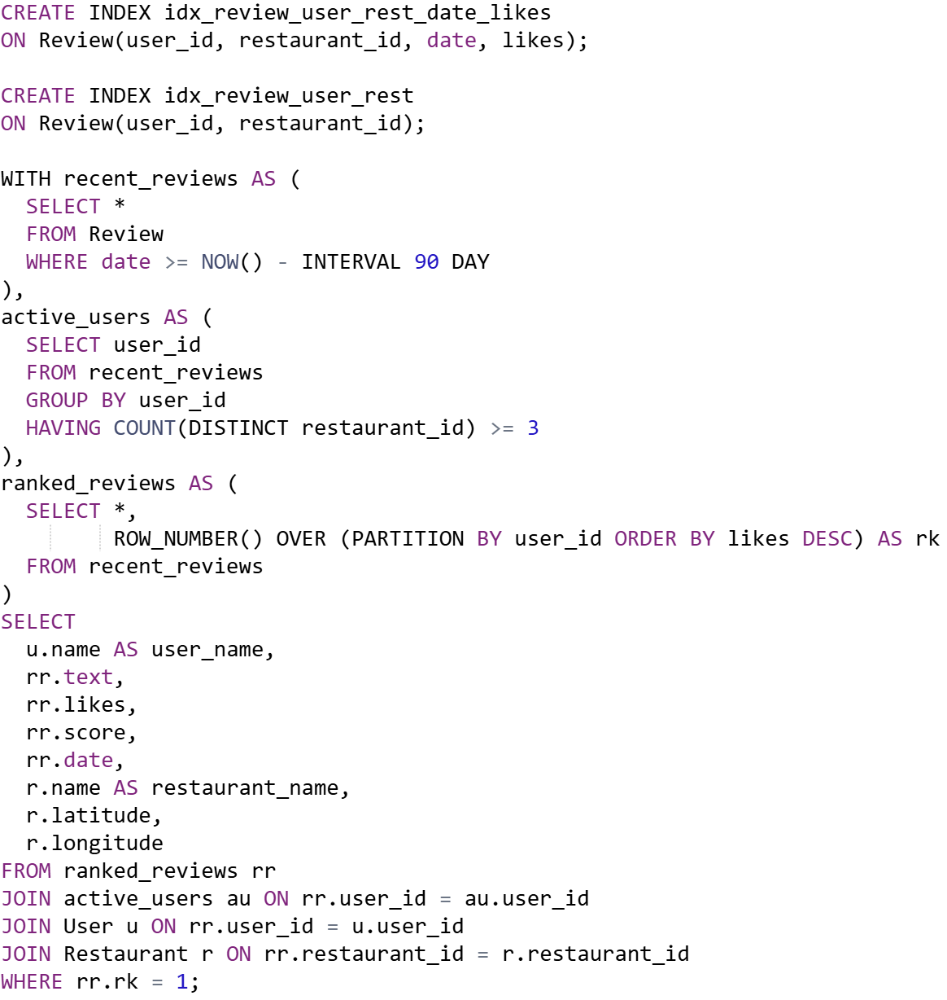 CREATE INDEX idx_review_user_rest_date_likes
ON Review(user_id, restaurant_id, date, likes);

CREATE INDEX idx_review_user_rest
ON Review(user_id, restaurant_id);

WITH recent_reviews AS (
  SELECT *
  FROM Review
  WHERE date >= NOW() - INTERVAL 90 DAY
),
active_users AS (
  SELECT user_id
  FROM recent_reviews
  GROUP BY user_id
  HAVING COUNT(DISTINCT restaurant_id) >= 3
),
ranked_reviews AS (
  SELECT *,
         ROW_NUMBER() OVER (PARTITION BY user_id ORDER BY likes DESC) AS rk
  FROM recent_reviews
)
SELECT
  u.name AS user_name,
  rr.text,
  rr.likes,
  rr.score,
  rr.date,
  r.name AS restaurant_name,
  r.latitude,
  r.longitude
FROM ranked_reviews rr
JOIN active_users au ON rr.user_id = au.user_id
JOIN User u ON rr.user_id = u.user_id
JOIN Restaurant r ON rr.restaurant_id = r.restaurant_id
WHERE rr.rk = 1;